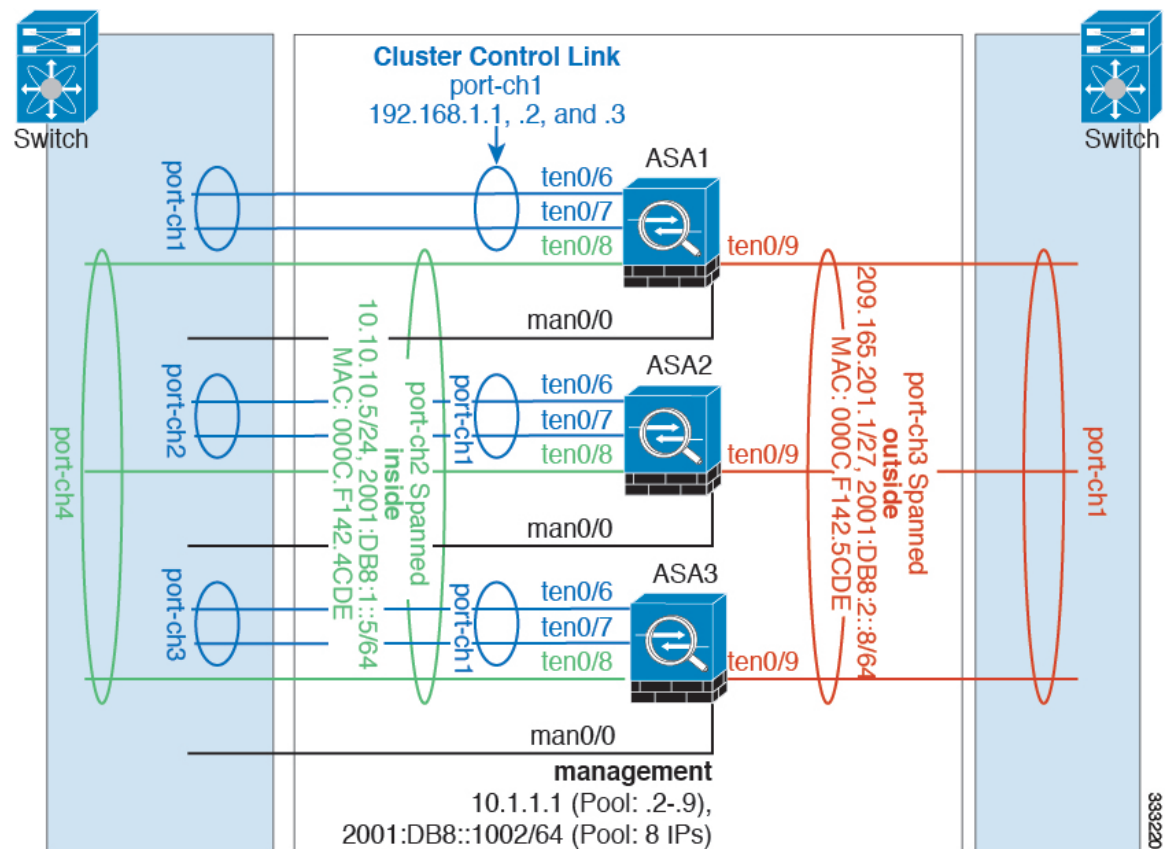 Switch
Switch
Cluster Control Link
port-ch1
192.168.1.1, .2, and .3
port-ch1
ten0/6
ten0/7
ten0/8
ASA1
ten0/9
man0/0
port-ch4
port-ch2
port-ch2 Spanned
inside
10.10.10.5/24, 2001:DB8:1::5/64
MAC: 000C.F142.4CDE
port-ch1
ten0/6
ten0/7
ten0/8
ASA2
ten0/9
man0/0
port-ch3 Spanned
outside
209.165.201.1/27, 2001:DB8:2::8/64
MAC: 000C.F142.5CDE
port-ch1
port-ch3
port-ch1
ten0/6
ten0/7
ten0/8
ASA3
ten0/9
man0/0
management
10.1.1.1 (Pool: .2-.9),
2001:DB8::1002/64 (Pool: 8 IPs)
333220